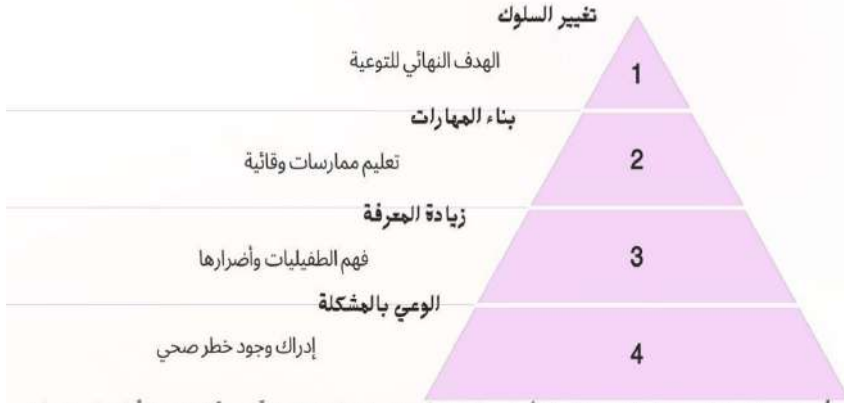 تغيير السلوك
الهدف النهائي للتوعية
1
بناء المهارات
تعليم ممارسات وقائية
2
زيادة المعرفة
فهم الطفيليات وأضرارها
3
الوعي بالمشكلة
إدراك وجود خطر صحي
4